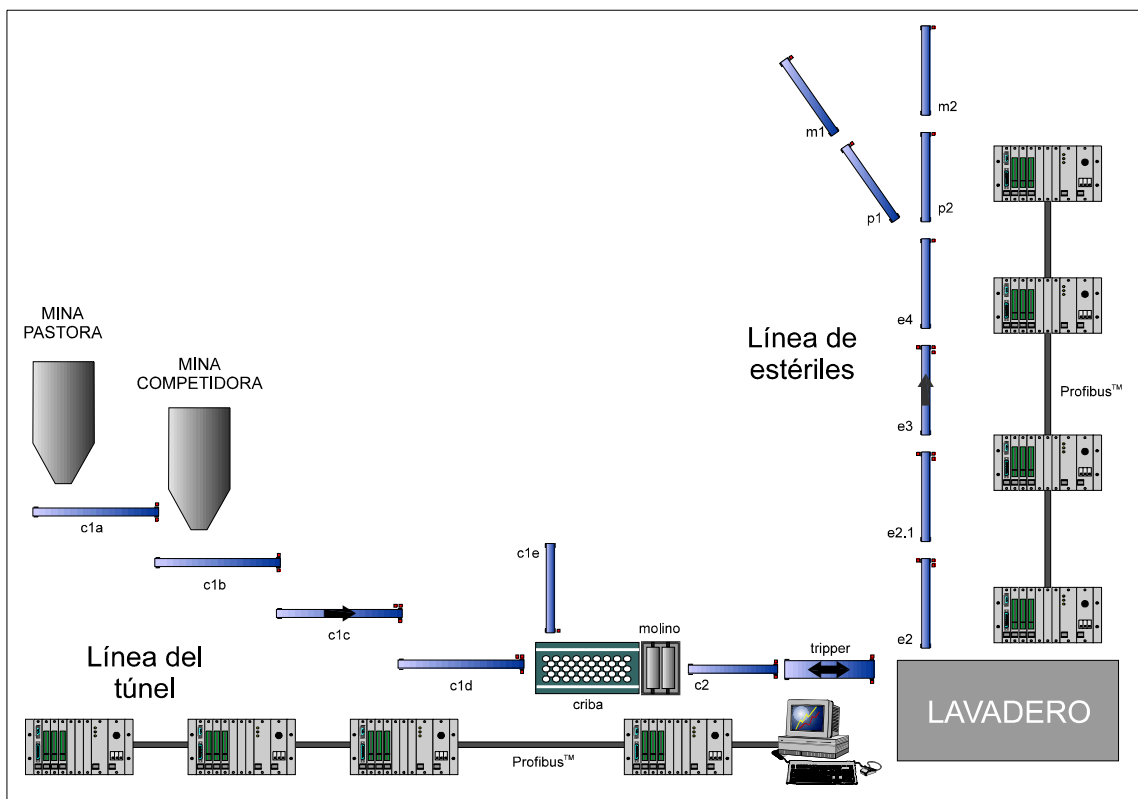 m2
m1
p1
p2
e4
Línea de
estériles
Profibus™
e3
MINA
PASTORA
MINA
COMPETIDORA
c1a
c1b
c1e
e2.1
c1c
Línea del
túnel
c1d
criba
molino
c2
tripper
e2
LAVADERO
Profibus™